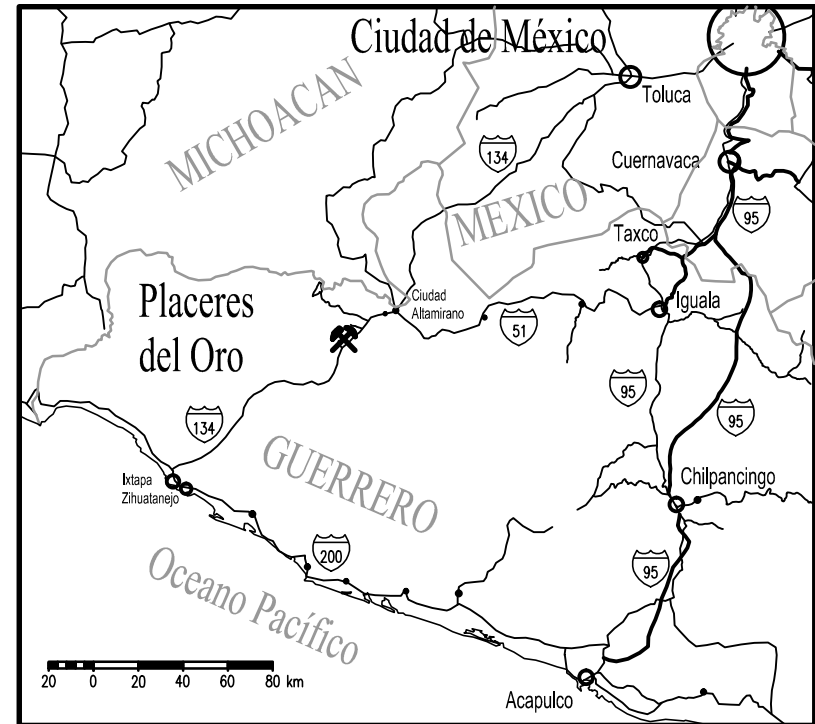 Ciudad de México
Toluca
MICHOACAN
134
Cuernavaca
MEXICO
95
Taxco
Placeres
del Oro
Ciudad
Altamirano
Iguala
51
95
95
134
GUERRERO
Ixtapa
Zihuatanejo
Chilpancingo
200
95
Oceano Pacífico
20 0 20 40 60 80 km
Acapulco